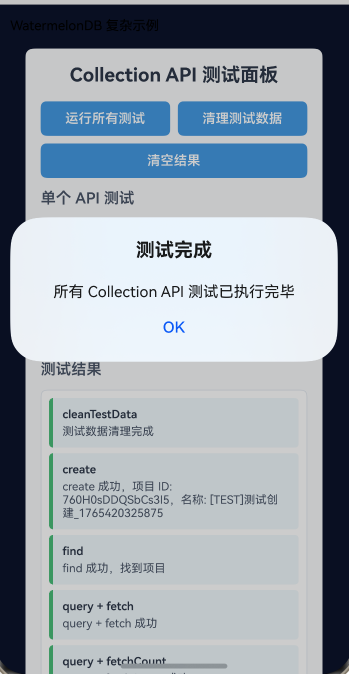 WatermelonDB 复杂示例
Collection API 测试面板
运行所有测试
清理测试数据
清空结果
单个 API 测试
测试完成
所有 Collection API 测试已执行完毕
OK
测试结果
cleanTestData
测试数据清理完成
create
create 成功，项目 ID:
760H0sDDQSbCs3I5，名称: [TEST]测试创
建_1765420325875
find
find 成功，找到项目
query + fetch
query + fetch 成功
query + fetchCount